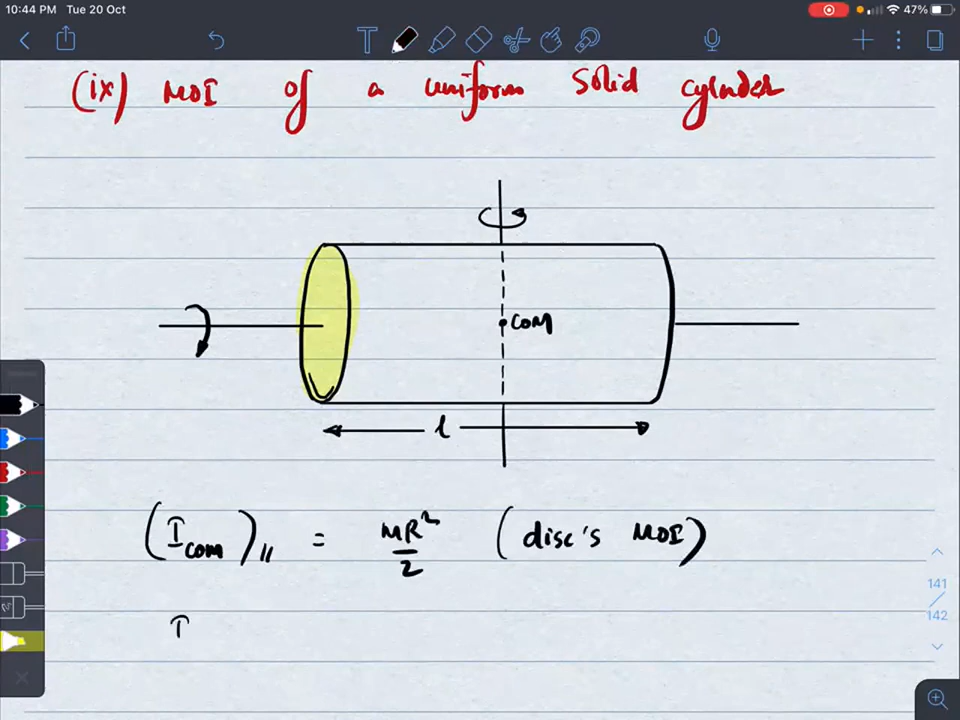 10:44 PM Tue 20 Oct
47%
(ix) MOI of a uniform solid cylinder
COM
l
(I_COM)_|| = MR²/2 (disc's MOI)
I
141
/
142